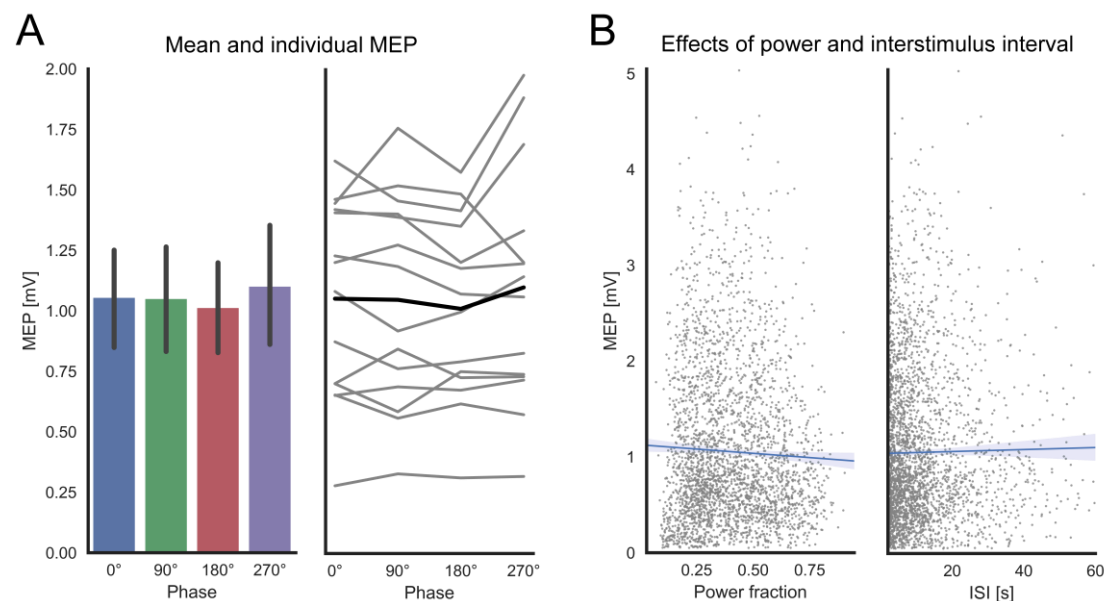 A
Mean and individual MEP
MEP [mV]
2.00
1.75
1.50
1.25
1.00
0.75
0.50
0.25
0.00
0° 90° 180° 270°
Phase
0° 90° 180° 270°
Phase
B
Effects of power and interstimulus interval
MEP [mV]
5
4
3
2
1
0
0.25 0.50 0.75
Power fraction
20 40 60
ISI [s]